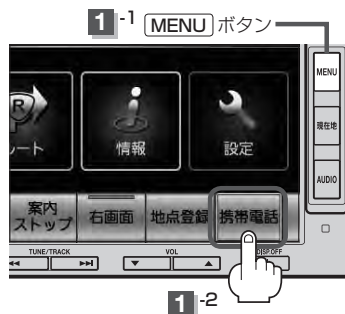 1 -1 MENU ボタン
MENU
R
現在地
ート 情報 設定
AUDIO
案内
ストップ 右画面 地点登録 携帯電話
TUNE/TRACK VOL DISP.OFF
1 -2